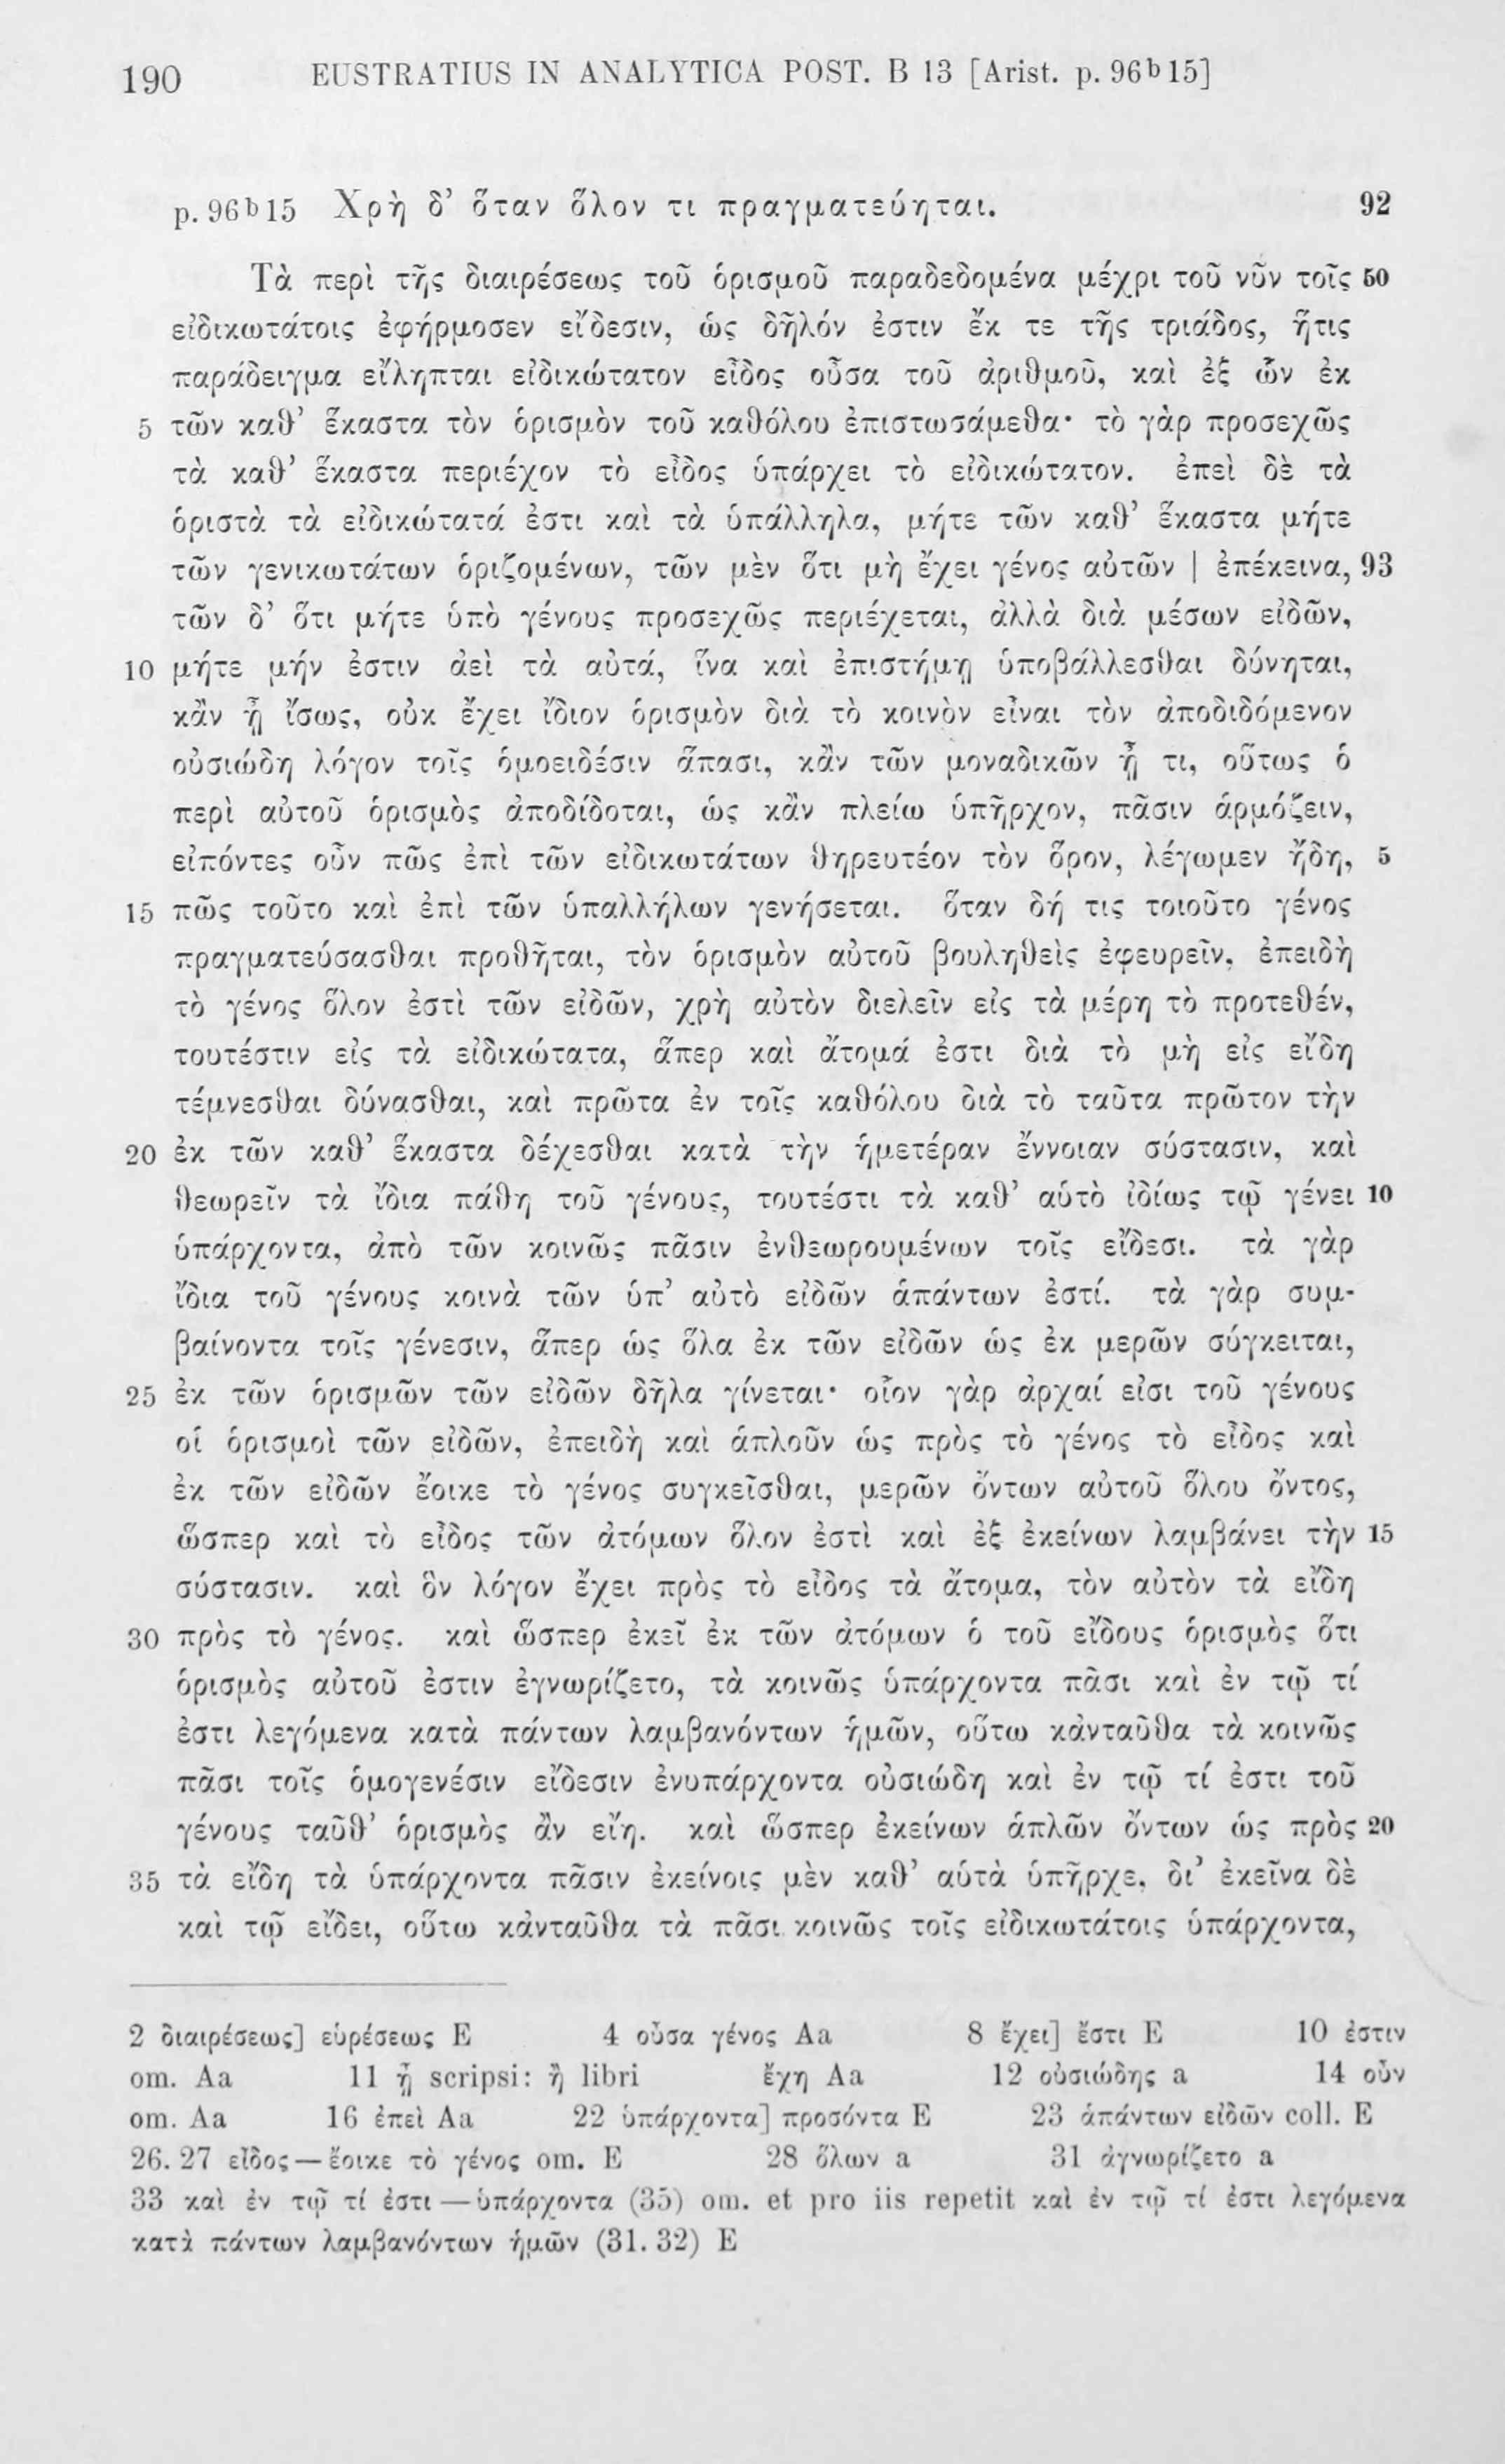 190 EUSTRATIUS IN ANALYTICA POST. B 13 [Arist. p. 96b15]
p. 96b15 Χρὴ δ’ ὅταν ὅλον τι πραγματεύηται. 92
Τὰ περὶ τῆς διαιρέσεως τοῦ ὁρισμοῦ παραδεδομένα μέχρι τοῦ νῦν τοῖς 50
εἰδικωτάτοις ἐφήρμοσεν εἴδεσιν, ὡς δῆλόν ἐστιν ἔκ τε τῆς τριάδος, ἥτις
παράδειγμα εἴληπται εἰδικώτατον εἶδος οὖσα τοῦ ἀριθμοῦ, καὶ ἐξ ὧν ἐκ
5 τῶν καθ’ ἕκαστα τὸν ὁρισμὸν τοῦ καθόλου ἐπιστωσάμεθα· τὸ γὰρ προσεχῶς
τὰ καθ’ ἕκαστα περιέχον τὸ εἶδος ὑπάρχει τὸ εἰδικώτατον. ἐπεὶ δὲ τὰ
ὁριστὰ τὰ εἰδικώτατά ἐστι καὶ τὰ ὑπάλληλα, μήτε τῶν καθ’ ἕκαστα μήτε
τῶν γενικωτάτων ὁριζομένων, τῶν μὲν ὅτι μὴ ἔχει γένος αὐτῶν | ἐπέκεινα, 93
τῶν δ’ ὅτι μήτε ὑπὸ γένους προσεχῶς περιέχεται, ἀλλὰ διὰ μέσων εἰδῶν,
10 μήτε μήν ἐστιν ἀεὶ τὰ αὐτά, ἵνα καὶ ἐπιστήμῃ ὑποβάλλεσθαι δύνηται,
κἂν ᾖ ἴσως, οὐκ ἔχει ἴδιον ὁρισμὸν διὰ τὸ κοινὸν εἶναι τὸν ἀποδιδόμενον
οὐσιώδη λόγον τοῖς ὁμοειδέσιν ἅπασι, κἂν τῶν μοναδικῶν ᾖ τι, οὕτως ὁ
περὶ αὐτοῦ ὁρισμὸς ἀποδίδοται, ὡς κἂν πλείω ὑπῆρχον, πᾶσιν ἁρμόζειν,
εἰπόντες οὖν πῶς ἐπὶ τῶν εἰδικωτάτων θηρευτέον τὸν ὅρον, λέγωμεν ἤδη, 5
15 πῶς τοῦτο καὶ ἐπὶ τῶν ὑπαλλήλων γενήσεται. ὅταν δή τις τοιοῦτο γένος
πραγματεύσασθαι προθῆται, τὸν ὁρισμὸν αὐτοῦ βουληθεὶς ἐφευρεῖν, ἐπειδὴ
τὸ γένος ὅλον ἐστὶ τῶν εἰδῶν, χρὴ αὐτὸν διελεῖν εἰς τὰ μέρη τὸ προτεθέν,
τουτέστιν εἰς τὰ εἰδικώτατα, ἅπερ καὶ ἄτομά ἐστι διὰ τὸ μὴ εἰς εἴδη
τέμνεσθαι δύνασθαι, καὶ πρῶτα ἐν τοῖς καθόλου διὰ τὸ ταῦτα πρῶτον τὴν
20 ἐκ τῶν καθ’ ἕκαστα δέχεσθαι κατὰ τὴν ἡμετέραν ἔννοιαν σύστασιν, καὶ
θεωρεῖν τὰ ἴδια πάθη τοῦ γένους, τουτέστι τὰ καθ’ αὑτὸ ἰδίως τῷ γένει 10
ὑπάρχοντα, ἀπὸ τῶν κοινῶς πᾶσιν ἐνθεωρουμένων τοῖς εἴδεσι. τὰ γὰρ
ἴδια τοῦ γένους κοινὰ τῶν ὑπ’ αὐτὸ εἰδῶν ἁπάντων ἐστί. τὰ γὰρ συμ-
βαίνοντα τοῖς γένεσιν, ἅπερ ὡς ὅλα ἐκ τῶν εἰδῶν ὡς ἐκ μερῶν σύγκειται,
25 ἐκ τῶν ὁρισμῶν τῶν εἰδῶν δῆλα γίνεται· οἷον γὰρ ἀρχαί εἰσι τοῦ γένους
οἱ ὁρισμοὶ τῶν εἰδῶν, ἐπειδὴ καὶ ἁπλοῦν ὡς πρὸς τὸ γένος τὸ εἶδος καὶ
ἐκ τῶν εἰδῶν ἔοικε τὸ γένος συγκεῖσθαι, μερῶν ὄντων αὐτοῦ ὅλου ὄντος,
ὥσπερ καὶ τὸ εἶδος τῶν ἀτόμων ὅλον ἐστὶ καὶ ἐξ ἐκείνων λαμβάνει τὴν 15
σύστασιν. καὶ ὃν λόγον ἔχει πρὸς τὸ εἶδος τὰ ἄτομα, τὸν αὐτὸν τὰ εἴδη
30 πρὸς τὸ γένος. καὶ ὥσπερ ἐκεῖ ἐκ τῶν ἀτόμων ὁ τοῦ εἴδους ὁρισμὸς ὅτι
ὁρισμὸς αὐτοῦ ἐστιν ἐγνωρίζετο, τὰ κοινῶς ὑπάρχοντα πᾶσι καὶ ἐν τῷ τί
ἐστι λεγόμενα κατὰ πάντων λαμβανόντων ἡμῶν, οὕτω κἀνταῦθα τὰ κοινῶς
πᾶσι τοῖς ὁμογενέσιν εἴδεσιν ἐνυπάρχοντα οὐσιώδη καὶ ἐν τῷ τί ἐστι τοῦ
γένους ταῦθ’ ὁρισμὸς ἂν εἴη. καὶ ὥσπερ ἐκείνων ἁπλῶν ὄντων ὡς πρὸς 20
35 τὰ εἴδη τὰ ὑπάρχοντα πᾶσιν ἐκείνοις μὲν καθ’ αὑτὰ ὑπῆρχε, δι’ ἐκεῖνα δὲ
καὶ τῷ εἴδει, οὕτω κἀνταῦθα τὰ πᾶσι κοινῶς τοῖς εἰδικωτάτοις ὑπάρχοντα,
2 διαιρέσεως] εὑρέσεως E 4 οὖσα γένος Aa 8 ἔχει] ἔστι E 10 ἐστιν
om. Aa 11 ᾖ scripsi: ἢ libri ἔχῃ Aa 12 οὐσιώδης a 14 οὖν
om. Aa 16 ἐπεὶ Aa 22 ὑπάρχοντα] προσόντα E 23 ἁπάντων εἰδῶν coll. E
26. 27 εἶδος — ἔοικε τὸ γένος om. E 28 ὅλων a 31 ἀγνωρίζετο a
33 καὶ ἐν τῷ τί ἐστι — ὑπάρχοντα (35) om. et pro iis repetit καὶ ἐν τῷ τί ἐστι λεγόμενα
κατὰ πάντων λαμβανόντων ἡμῶν (31. 32) E